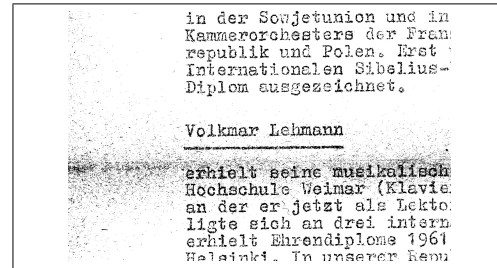 in der Sowjetunion und in
Kammerorchesters der Fran
republik und Polen. Erst
Internationalen Sibelius-
Diplom ausgezeichnet.
Volkmar Lehmann
erhielt seine musikalisch
Hochschule Weimar (Klavie
an der er jetzt als Lekto
ligte sich an drei intern
erhielt Ehrendiplome 1961
Helsinki. In unserer Repu